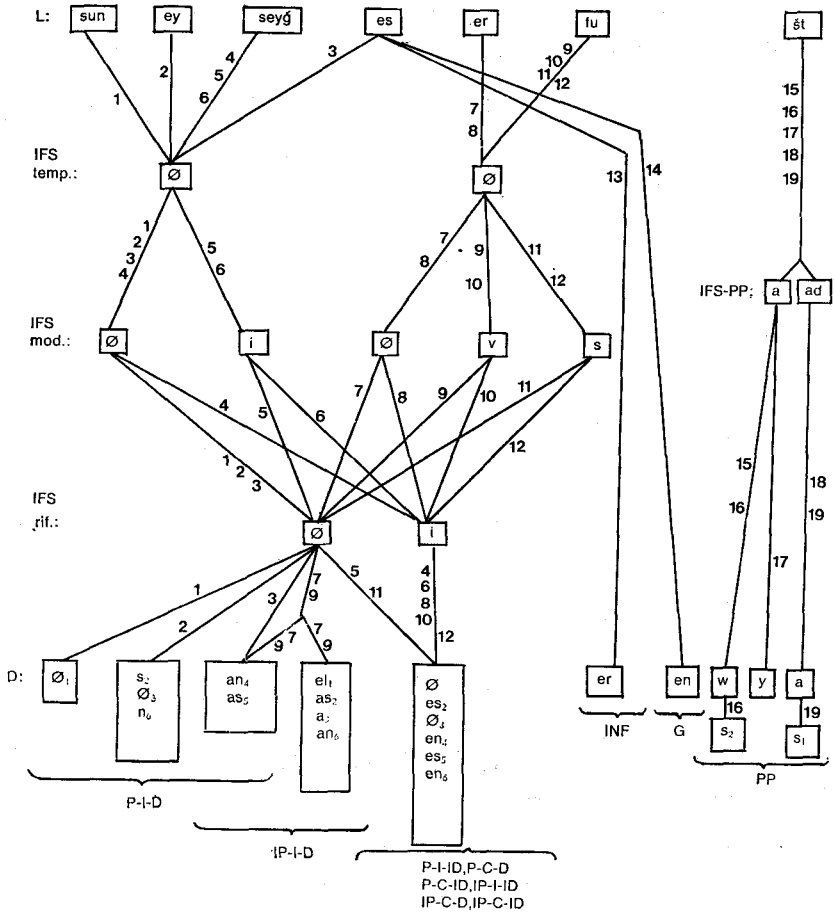 L: sun ey seyǵ es er fu śt
3 4 9
2 5 10 15
1 6 11 12 16
7 17
8 18
IFS
temp.: Ø Ø 13 14 19
1 5 7 9 11
2 6 8 10 12
3
4
IFS-PP: a ad
IFS
mod.: Ø i Ø v s
4 5 6 7 8 9 10 11
1 2 3 12 15 18
16 19
IFS
rif.: Ø i 17
1 2 3 7 9 5 11 4
6
8
10
9 7 7 9 12
D: Ø₁ s₂ an₄ el₁ Ø er en w y a
Ø₃ as₅ as₂ es₂ 16 19
n₆ a₃ Ø₃ s₂ s₁
an₆ en₄
es₅
en₆
INF G PP
P-I-D
IP-I-D
P-I-ID,P-C-D
P-C-ID,IP-I-ID
IP-C-D,IP-C-ID